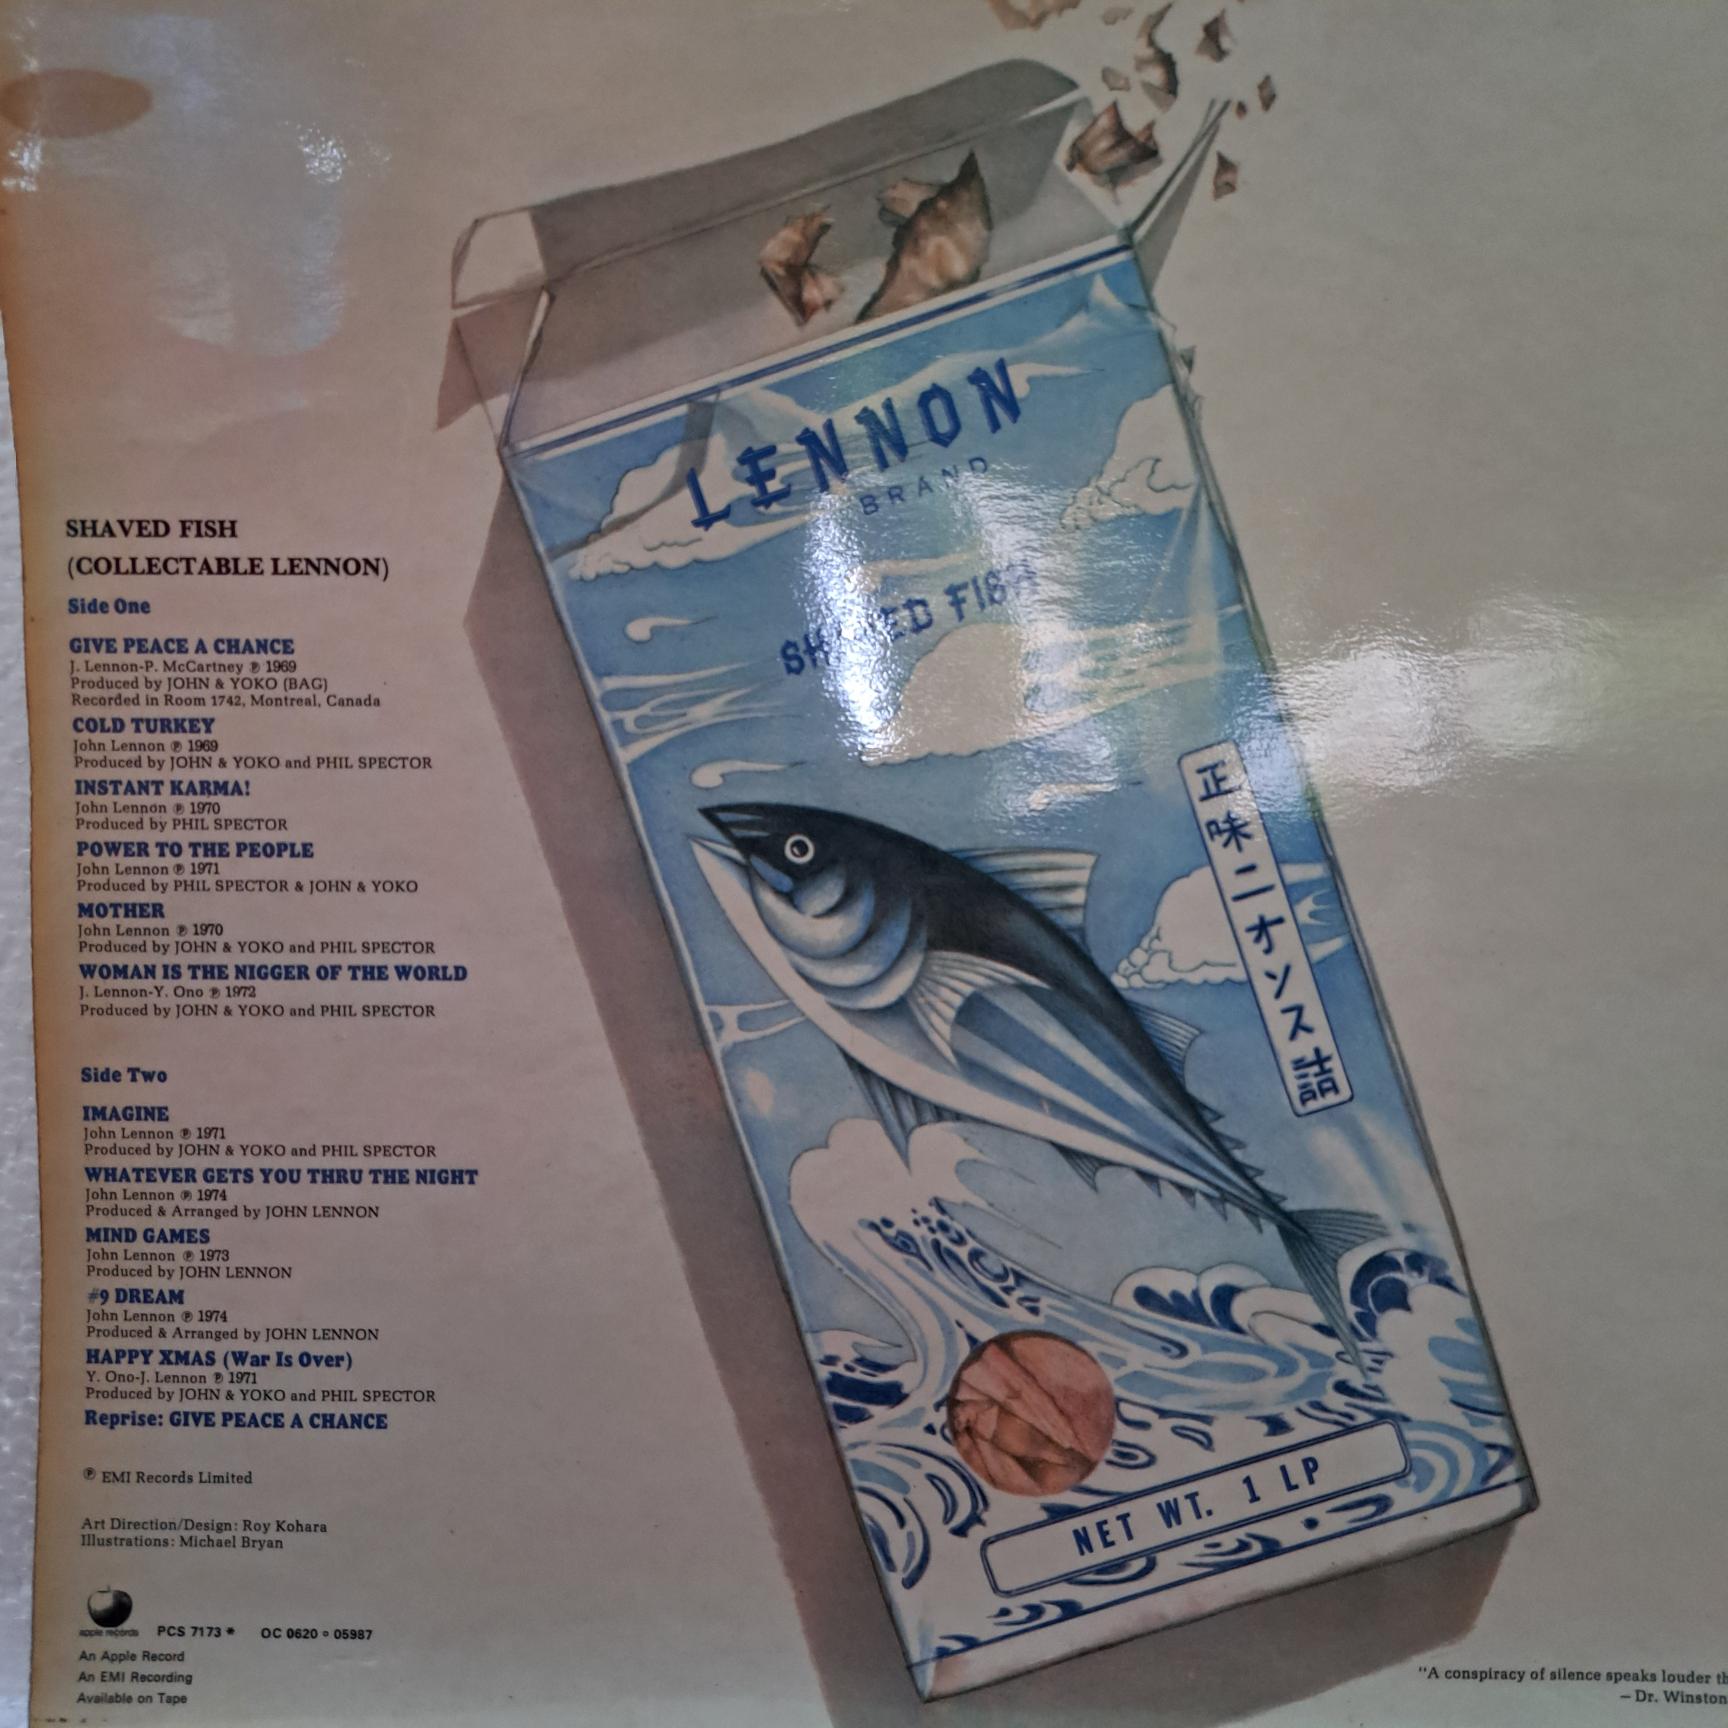 SHAVED FISH
(COLLECTABLE LENNON)
Side One
GIVE PEACE A CHANCE
J. Lennon-P. McCartney ℗ 1969
Produced by JOHN & YOKO (BAG)
Recorded in Room 1742, Montreal, Canada
COLD TURKEY
John Lennon ℗ 1969
Produced by JOHN & YOKO and PHIL SPECTOR
INSTANT KARMA!
John Lennon ℗ 1970
Produced by PHIL SPECTOR
POWER TO THE PEOPLE
John Lennon ℗ 1971
Produced by PHIL SPECTOR & JOHN & YOKO
MOTHER
John Lennon ℗ 1970
Produced by JOHN & YOKO and PHIL SPECTOR
WOMAN IS THE NIGGER OF THE WORLD
J. Lennon-Y. Ono ℗ 1972
Produced by JOHN & YOKO and PHIL SPECTOR
Side Two
IMAGINE
John Lennon ℗ 1971
Produced by JOHN & YOKO and PHIL SPECTOR
WHATEVER GETS YOU THRU THE NIGHT
John Lennon ℗ 1974
Produced & Arranged by JOHN LENNON
MIND GAMES
John Lennon ℗ 1973
Produced by JOHN LENNON
#9 DREAM
John Lennon ℗ 1974
Produced & Arranged by JOHN LENNON
HAPPY XMAS (War Is Over)
Y. Ono-J. Lennon ℗ 1971
Produced by JOHN & YOKO and PHIL SPECTOR
Reprise: GIVE PEACE A CHANCE
℗ EMI Records Limited
Art Direction/Design: Roy Kohara
Illustrations: Michael Bryan
apple records
PCS 7173 * OC 062 ○ 05987
An Apple Record
An EMI Recording
Available on Tape
LENNON
BRAND
SHAVED FISH
正味二オンス詰
NET WT. 1 LP
"A conspiracy of silence speaks louder
– Dr. Winston